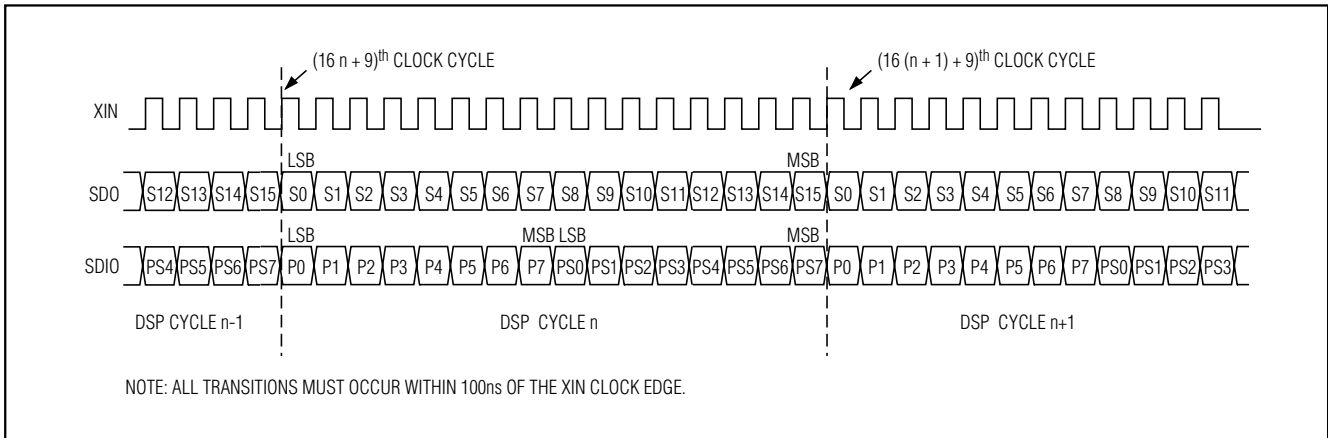 (16 n + 9)th CLOCK CYCLE (16 (n + 1) + 9)th CLOCK CYCLE
XIN
LSB MSB
SDO S12 S13 S14 S15 S0 S1 S2 S3 S4 S5 S6 S7 S8 S9 S10 S11 S12 S13 S14 S15 S0 S1 S2 S3 S4 S5 S6 S7 S8 S9 S10 S11
LSB MSB LSB MSB
SDIO PS4 PS5 PS6 PS7 P0 P1 P2 P3 P4 P5 P6 P7 PS0 PS1 PS2 PS3 PS4 PS5 PS6 PS7 P0 P1 P2 P3 P4 P5 P6 P7 PS0 PS1 PS2 PS3
DSP CYCLE n-1 DSP CYCLE n DSP CYCLE n+1
NOTE: ALL TRANSITIONS MUST OCCUR WITHIN 100ns OF THE XIN CLOCK EDGE.